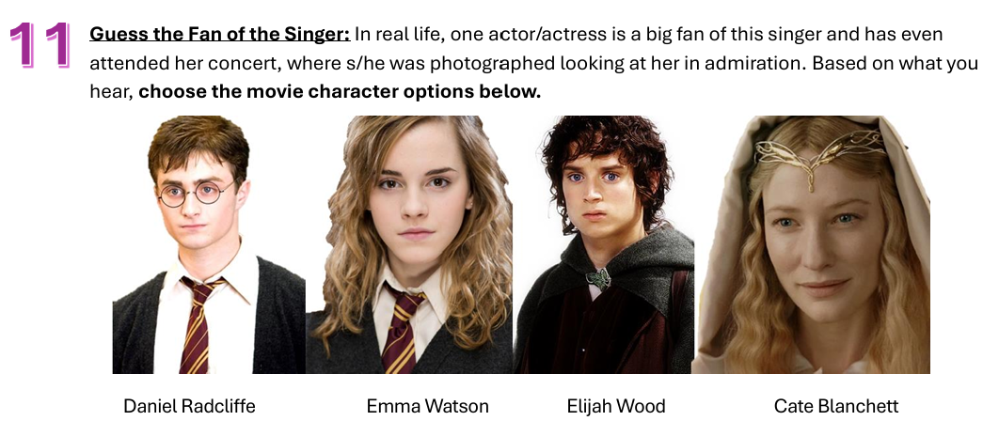 11
Guess the Fan of the Singer: In real life, one actor/actress is a big fan of this singer and has even
attended her concert, where s/he was photographed looking at her in admiration. Based on what you
hear, choose the movie character options below.
Daniel Radcliffe Emma Watson Elijah Wood Cate Blanchett